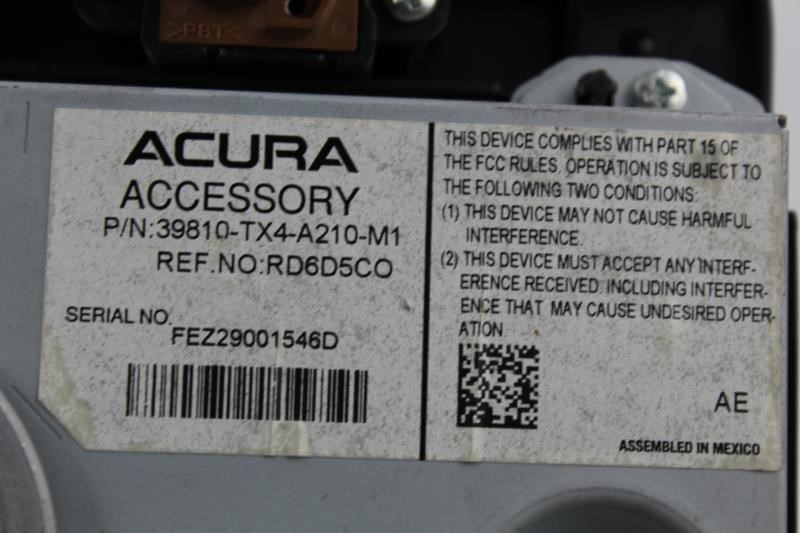 >PBT<
ACURA
ACCESSORY
P/N:39810-TX4-A210-M1
REF.NO:RD6D5CO
SERIAL NO.
FEZ29001546D
THIS DEVICE COMPLIES WITH PART 15 OF
THE FCC RULES. OPERATION IS SUBJECT TO
THE FOLLOWING TWO CONDITIONS:
(1) THIS DEVICE MAY NOT CAUSE HARMFUL
INTERFERENCE.
(2) THIS DEVICE MUST ACCEPT ANY INTERF-
ERENCE RECEIVED. INCLUDING INTERFER-
ENCE THAT MAY CAUSE UNDESIRED OPER-
ATION
AE
ASSEMBLED IN MEXICO